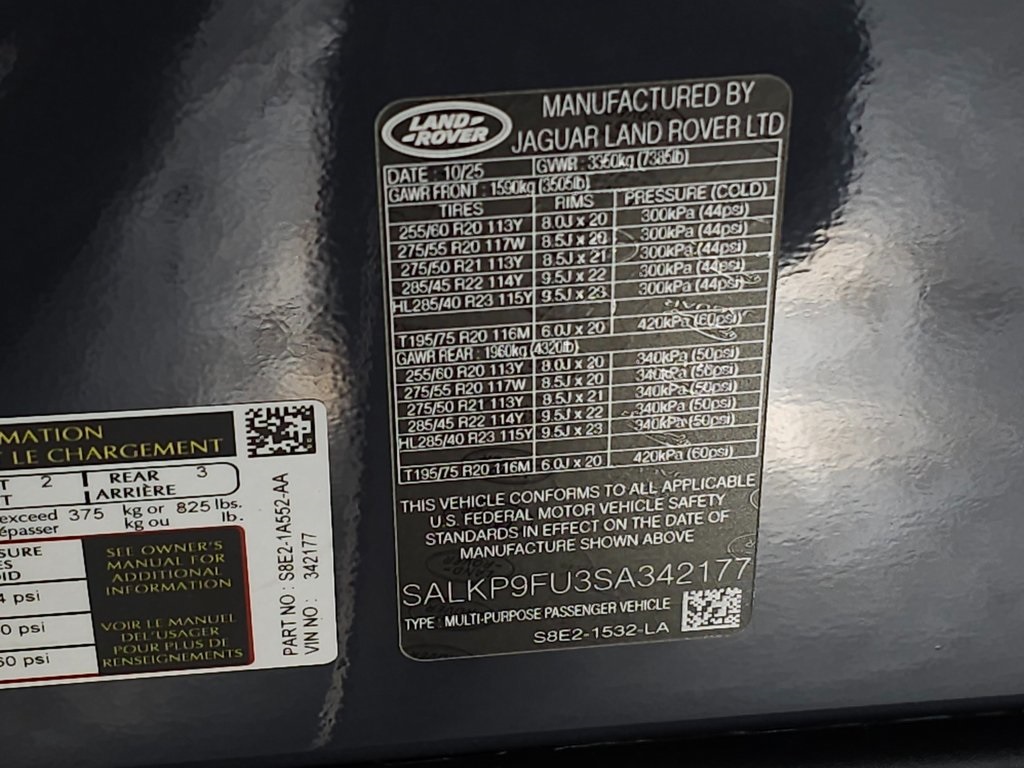 LAND-
-ROVER
MANUFACTURED BY
JAGUAR LAND ROVER LTD
DATE : 10/25 GVWR : 3350kg (7385lb)
GAWR FRONT : 1590kg (3505lb)
TIRES RIMS PRESSURE (COLD)
255/60 R20 113Y 8.0J x 20 300kPa (44psi)
275/55 R20 117W 8.5J x 20 300kPa (44psi)
275/50 R21 113Y 8.5J x 21 300kPa (44psi)
285/45 R22 114Y 9.5J x 22 300kPa (44psi)
HL285/40 R23 115Y 9.5J x 23 300kPa (44psi)
T195/75 R20 116M 6.0J x 20 420kPa (60psi)
GAWR REAR : 1960kg (4320lb)
255/60 R20 113Y 8.0J x 20 340kPa (50psi)
275/55 R20 117W 8.5J x 20 340kPa (50psi)
275/50 R21 113Y 8.5J x 21 340kPa (50psi)
285/45 R22 114Y 9.5J x 22 340kPa (50psi)
HL285/40 R23 115Y 9.5J x 23 340kPa (50psi)
T195/75 R20 116M 6.0J x 20 420kPa (60psi)
THIS VEHICLE CONFORMS TO ALL APPLICABLE
U.S. FEDERAL MOTOR VEHICLE SAFETY
STANDARDS IN EFFECT ON THE DATE OF
MANUFACTURE SHOWN ABOVE
SALKP9FU3SA342177
TYPE : MULTI-PURPOSE PASSENGER VEHICLE
S8E2-1532-LA
MATION
T LE CHARGEMENT
T 2 REAR 3
T ARRIÈRE
exceed 375 kg or 825 lbs.
épasser kg ou lb.
SURE
ES
OID
4 psi
0 psi
60 psi
SEE OWNER'S
MANUAL FOR
ADDITIONAL
INFORMATION
VOIR LE MANUEL
DEL'USAGER
POUR PLUS DE
RENSEIGNEMENTS
PART NO : S8E2-1A552-AA
VIN NO : 342177